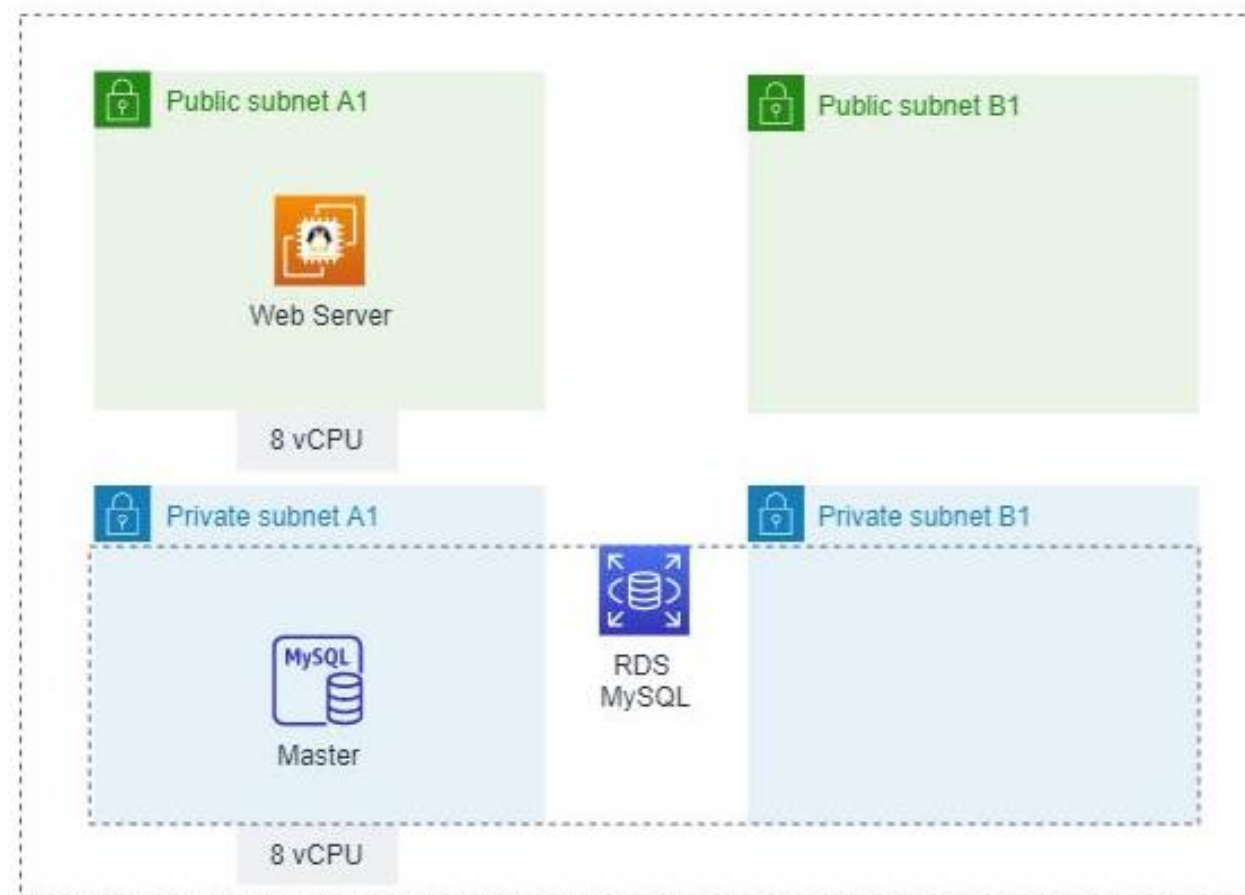 Public subnet A1
Public subnet B1
Web Server
8 vCPU
Private subnet A1
Private subnet B1
MySQL
Master
RDS
MySQL
8 vCPU